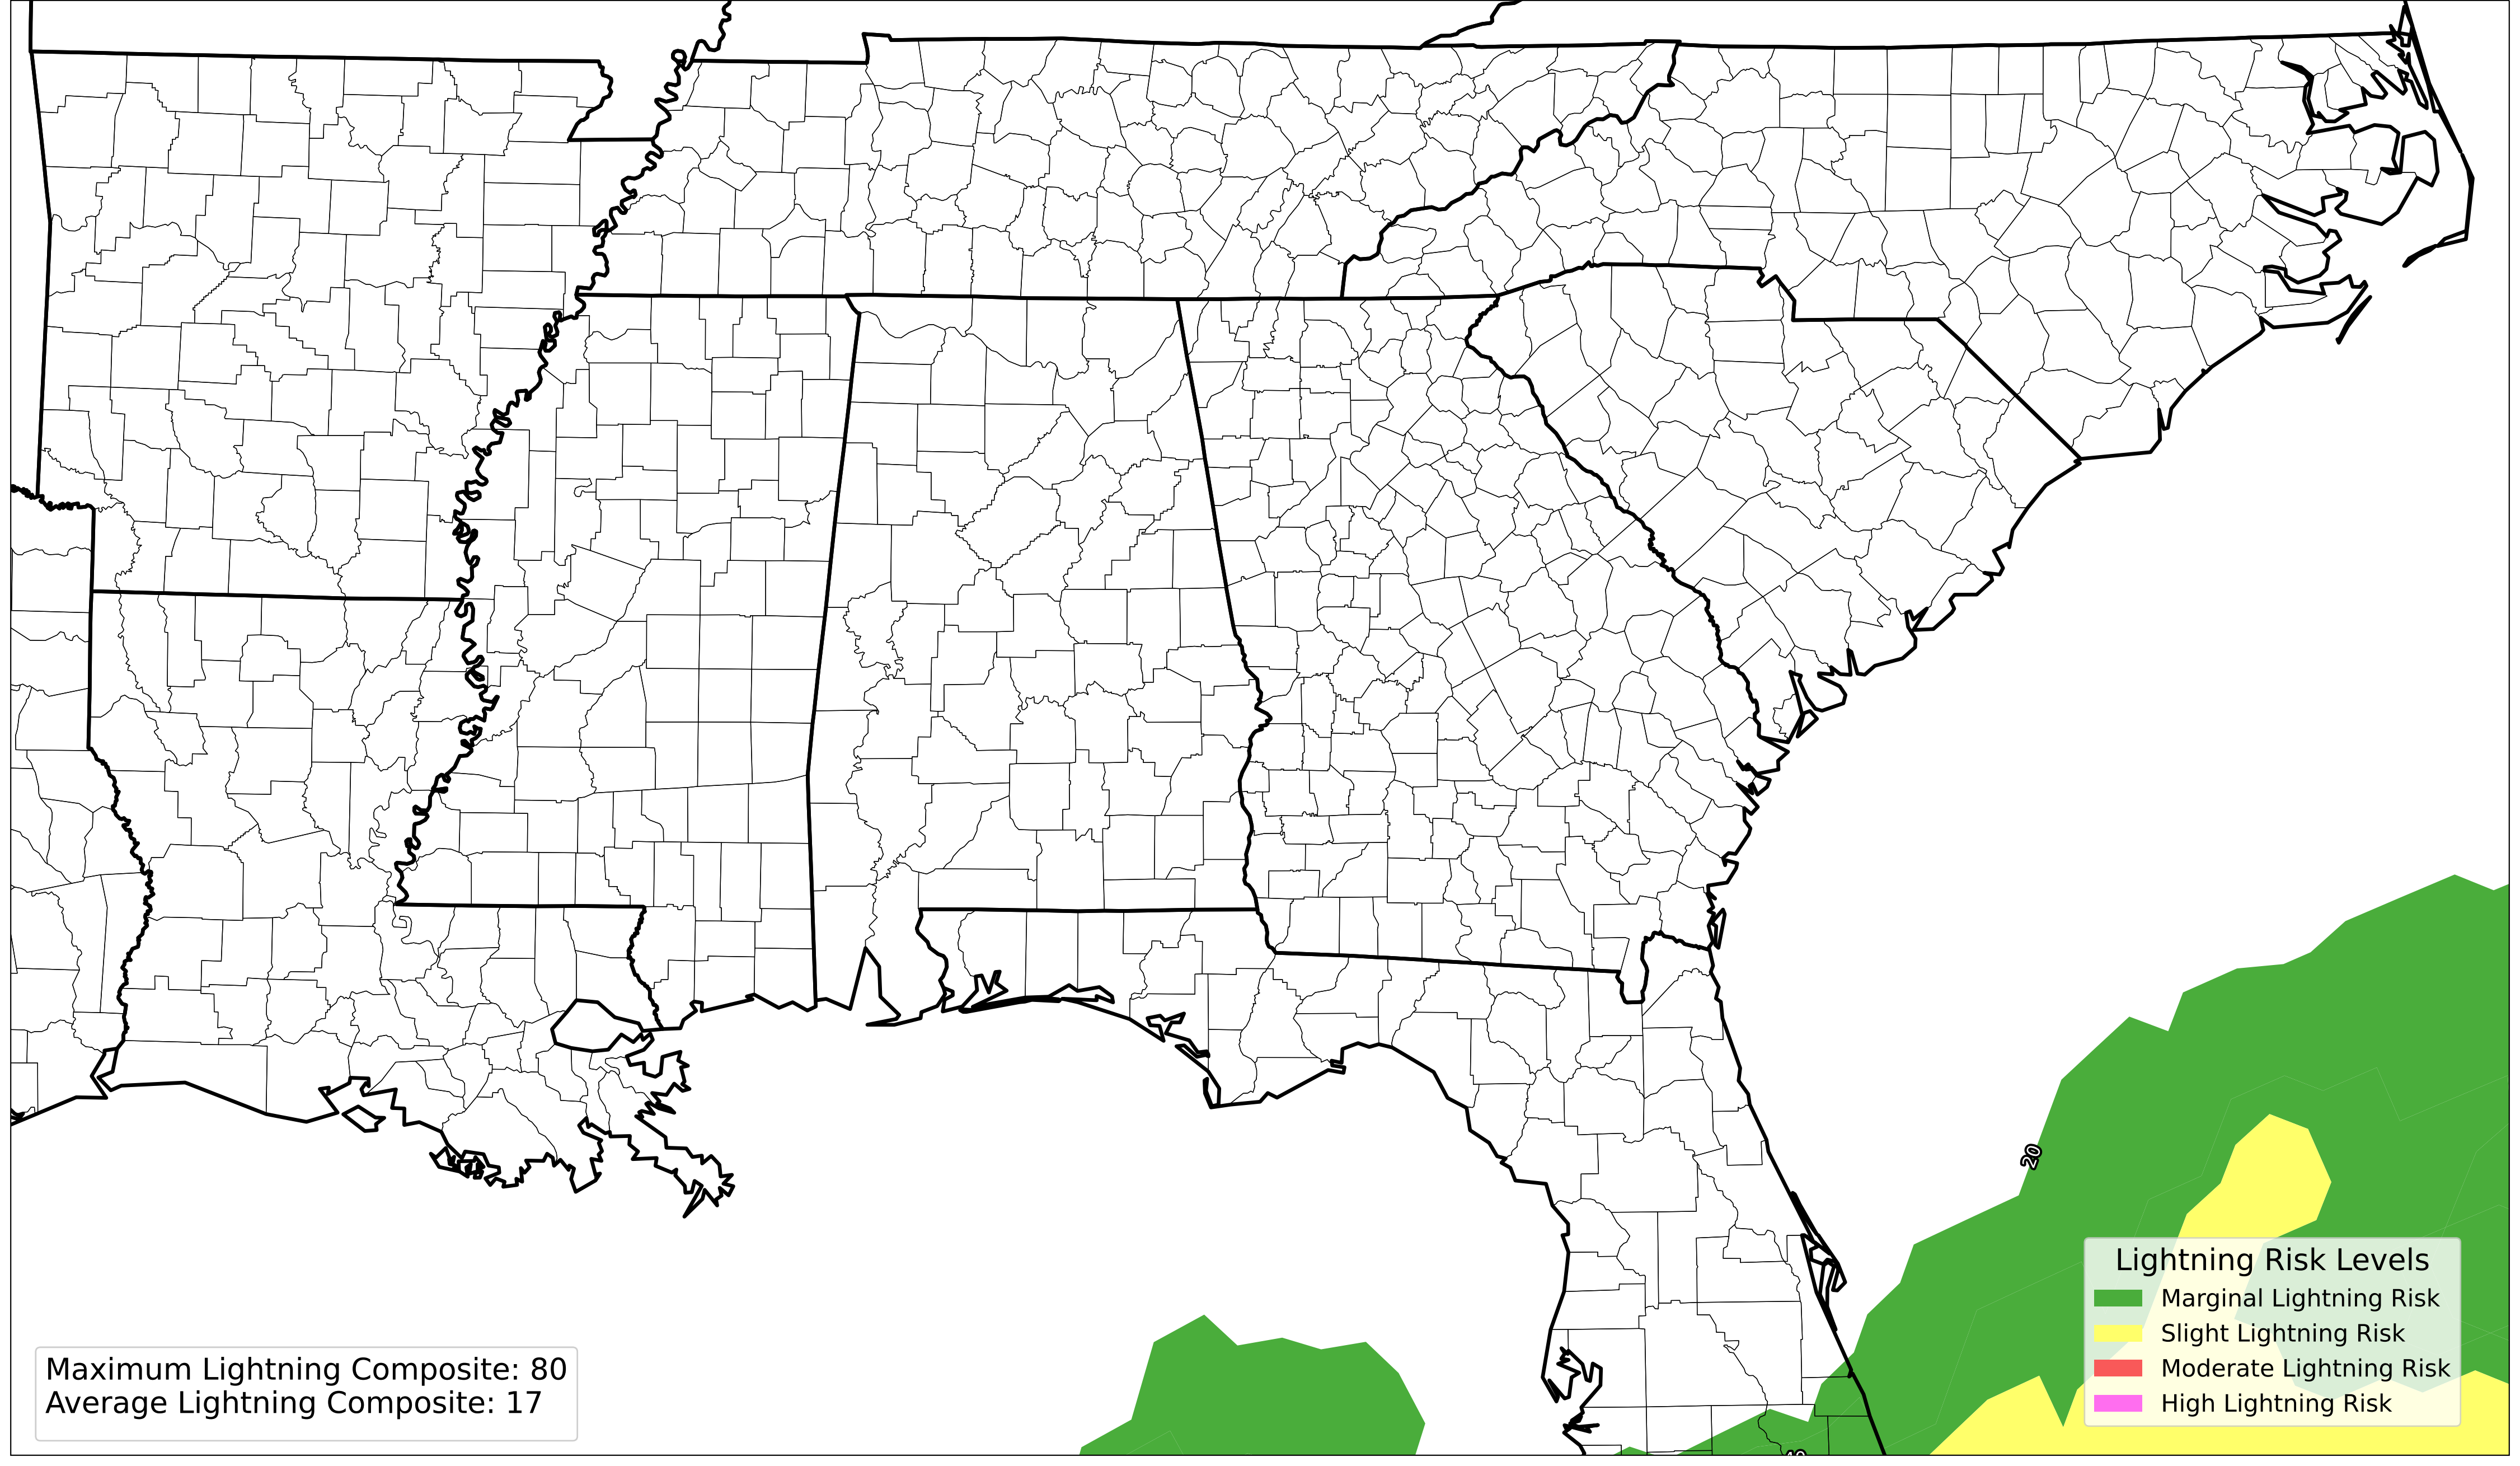 20
Lightning Risk Levels
Marginal Lightning Risk
Slight Lightning Risk
Moderate Lightning Risk
High Lightning Risk
Maximum Lightning Composite: 80
Average Lightning Composite: 17